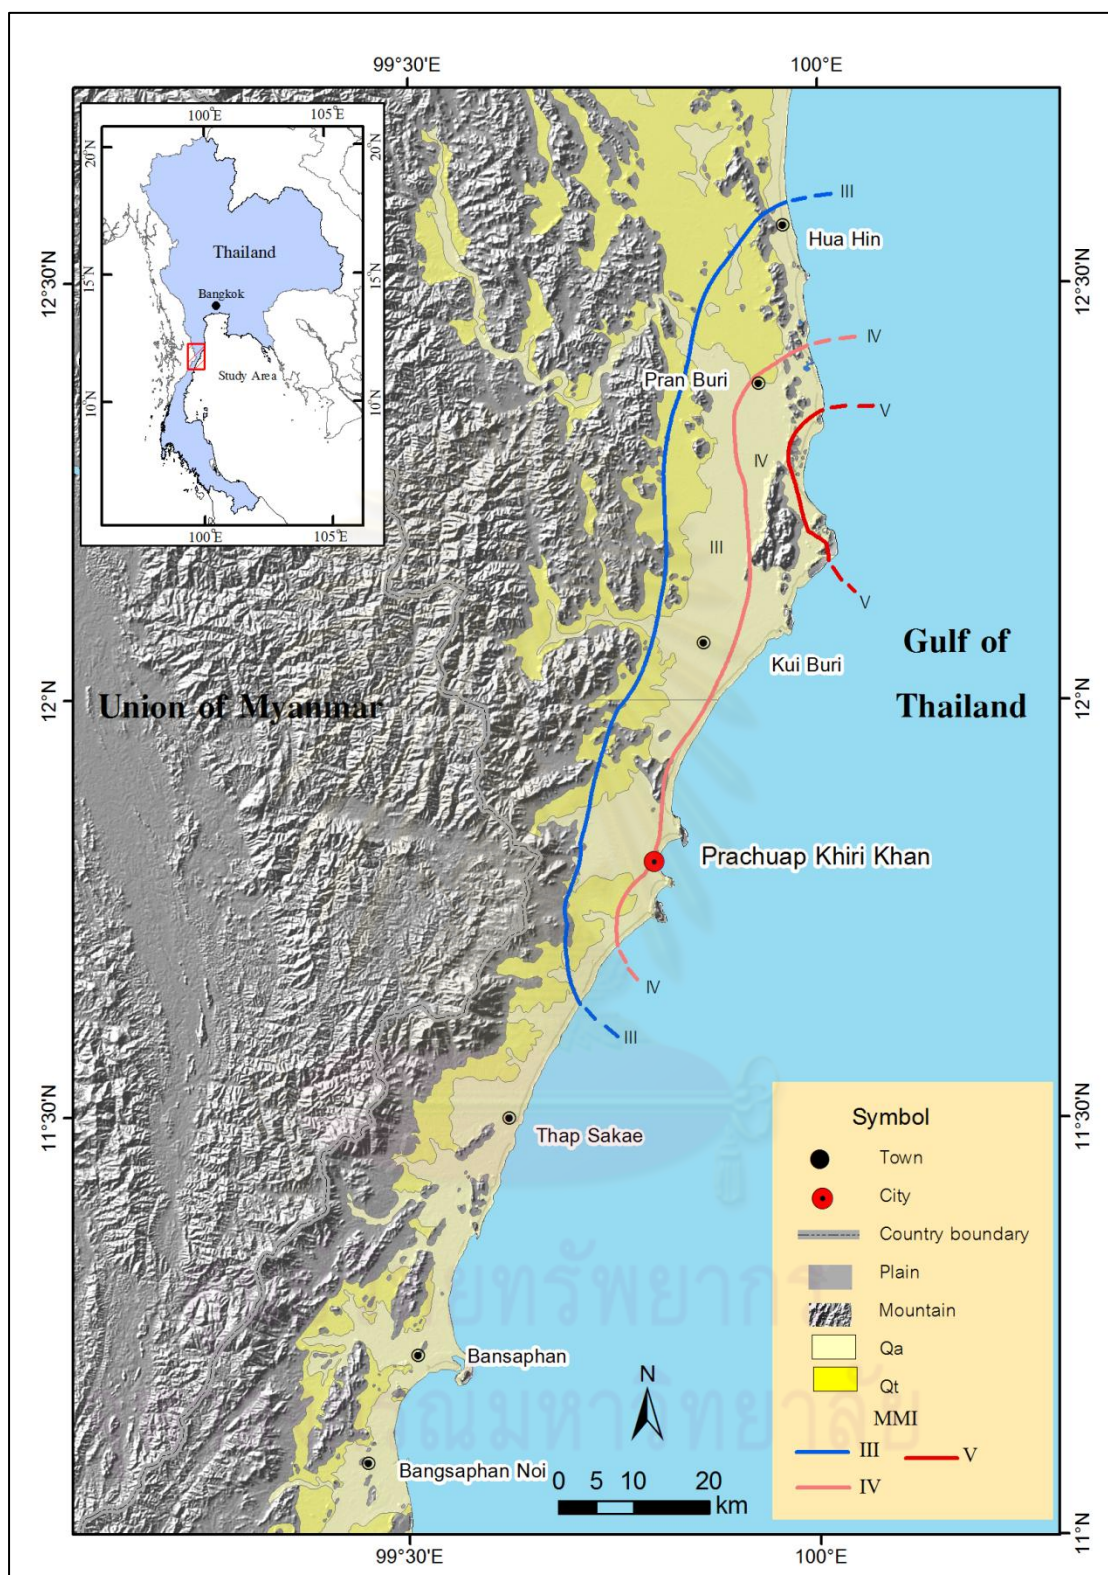 99°30'E
100°E
100°E
105°E
20°N
20°N
Thailand
15°N
15°N
Bangkok
Study Area
10°N
10°N
100°E
105°E
III
Hua Hin
12°30'N
12°30'N
IV
Pran Buri
V
IV
III
V
Kui Buri
Gulf of
Thailand
12°N
12°N
Union of Myanmar
Prachuap Khiri Khan
IV
III
11°30'N
11°30'N
Thap Sakae
Symbol
Town
City
Country boundary
Plain
Mountain
Qa
Qt
MMI
III
V
IV
Bansaphan
N
Bangsaphan Noi
0 5 10 20
km
11°N
99°30'E
100°E